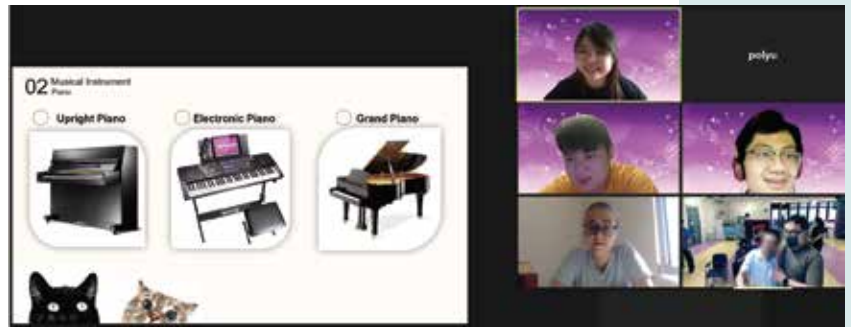 02 Musical Instrument
Piano
Upright Piano
Electronic Piano
Grand Piano
polyu